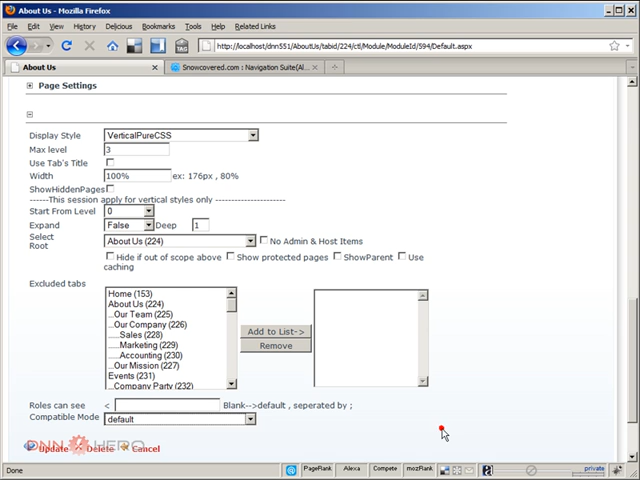 About Us - Mozilla Firefox
File Edit View History Delicious Bookmarks Tools Help Related Links
TAG http://localhost/dnn551/AboutUs/tabid/224/ctl/Module/ModuleId/594/Default.aspx
About Us Snowcovered.com : Navigation Suite(Al...
Page Settings
Display Style VerticalPureCSS
Max level 3
Use Tab's Title
Width 100% ex: 176px , 80%
ShowHiddenPages
------This session apply for vertical styles only -----------------------
Start From Level 0
Expand False Deep 1
Select Root About Us (224) No Admin & Host Items
Hide if out of scope above Show protected pages ShowParent Use caching
Excluded tabs
Home (153)
About Us (224)
...Our Team (225)
...Our Company (226)
......Sales (228)
......Marketing (229)
......Accounting (230)
...Our Mission (227)
Events (231)
...Company Party (232)
Add to List->
Remove
Roles can see < Blank-->default , seperated by ;
Compatible Mode default
DNN HERO
Update Delete Cancel
Done PageRank Alexa Compete mozRank private